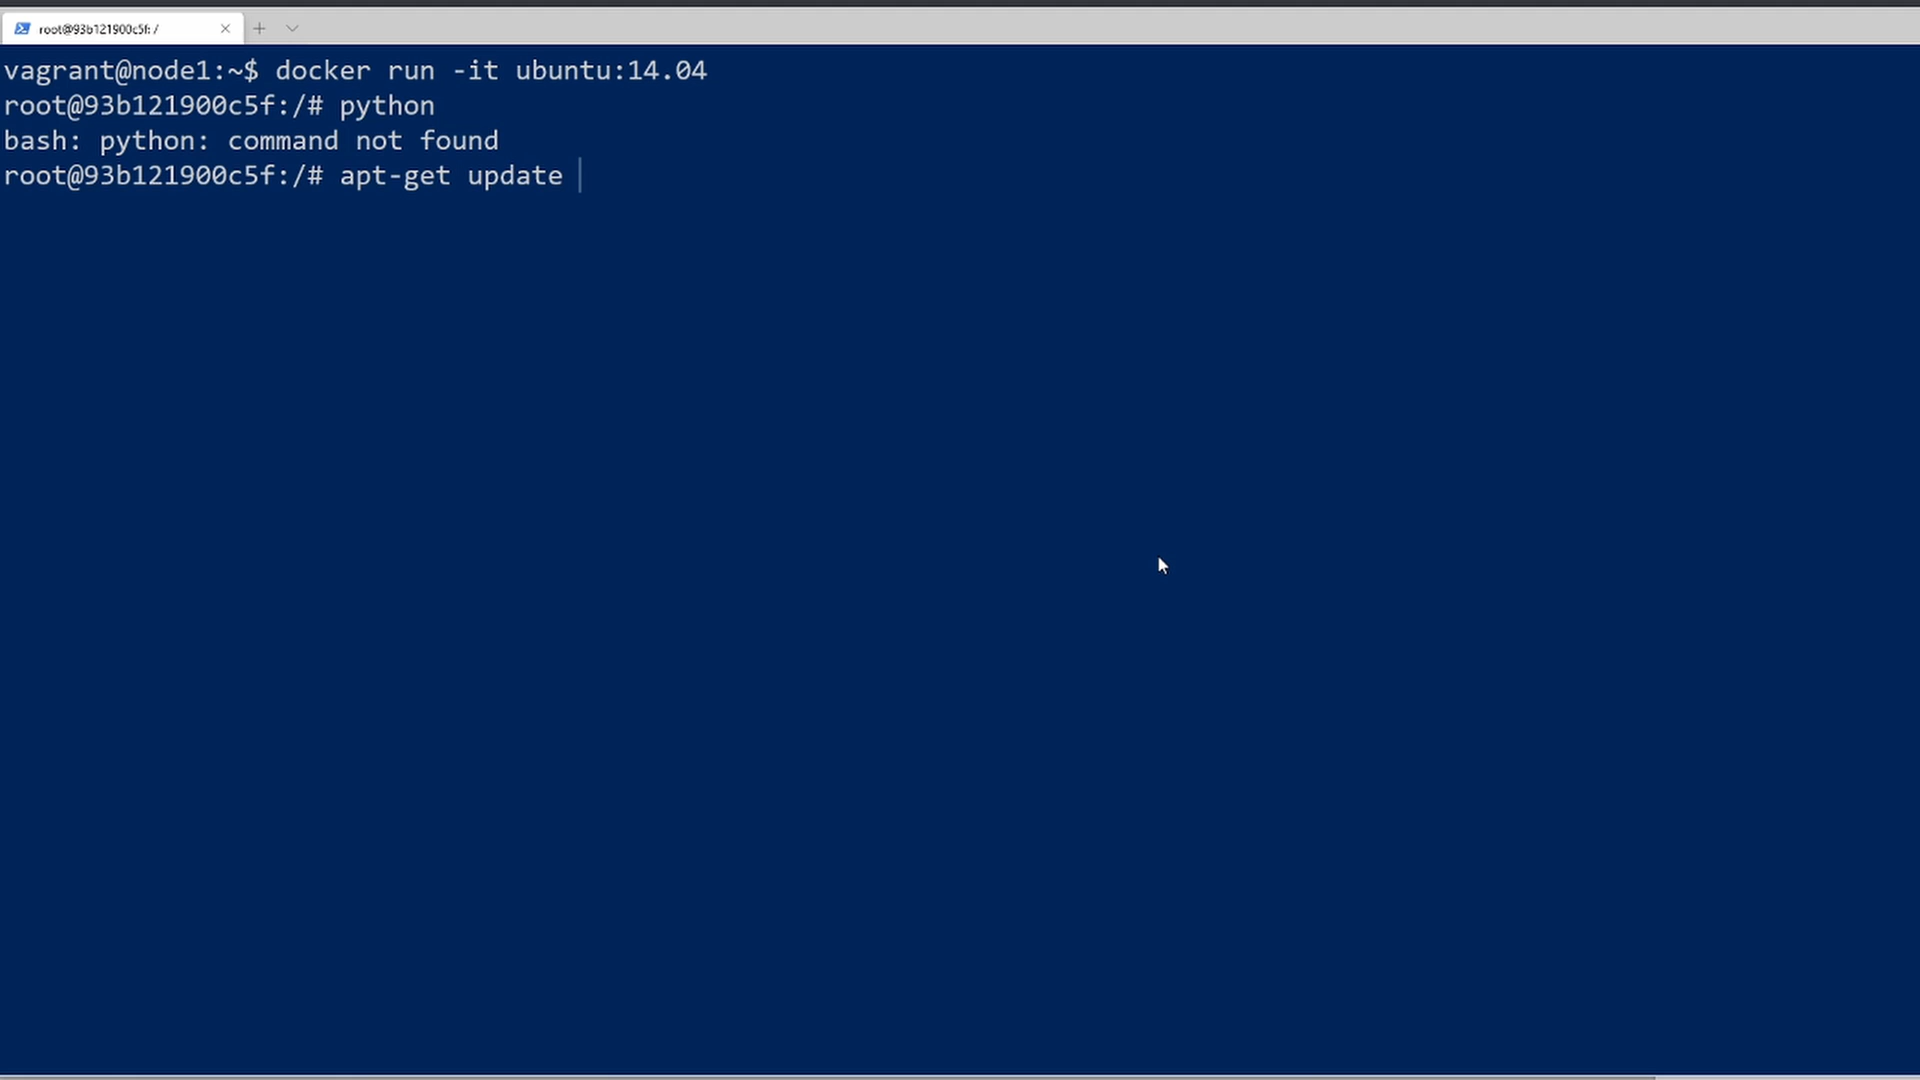 root@93b121900c5f: /
vagrant@node1:~$ docker run -it ubuntu:14.04
root@93b121900c5f:/# python
bash: python: command not found
root@93b121900c5f:/# apt-get update